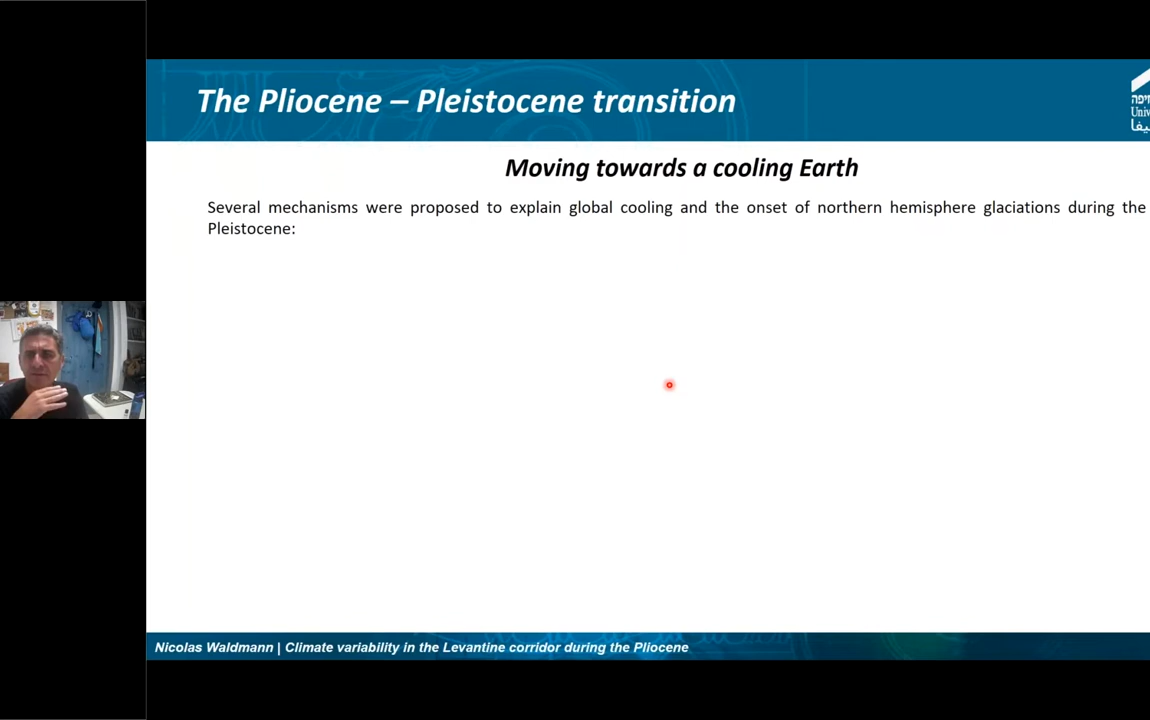 The Pliocene – Pleistocene transition
Univ
Moving towards a cooling Earth
Several mechanisms were proposed to explain global cooling and the onset of northern hemisphere glaciations during the
Pleistocene:
Nicolas Waldmann | Climate variability in the Levantine corridor during the Pliocene